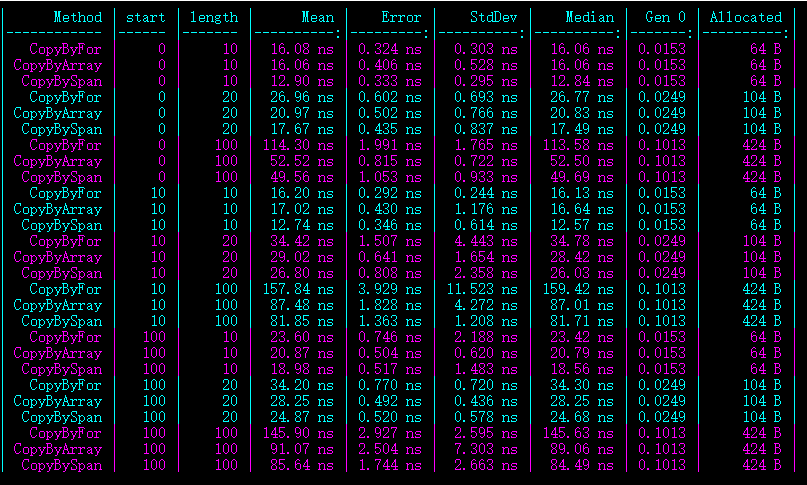 | Method | start | length | Mean | Error | StdDev | Median | Gen 0 | Allocated |
|------------ |------ |------- |----------:|---------:|----------:|----------:|-------:|----------:|
| CopyByFor | 0 | 10 | 16.08 ns | 0.324 ns | 0.303 ns | 16.06 ns | 0.0153 | 64 B |
| CopyByArray | 0 | 10 | 16.06 ns | 0.406 ns | 0.528 ns | 16.06 ns | 0.0153 | 64 B |
| CopyBySpan | 0 | 10 | 12.90 ns | 0.333 ns | 0.295 ns | 12.84 ns | 0.0153 | 64 B |
| CopyByFor | 0 | 20 | 26.96 ns | 0.602 ns | 0.693 ns | 26.77 ns | 0.0249 | 104 B |
| CopyByArray | 0 | 20 | 20.97 ns | 0.502 ns | 0.766 ns | 20.83 ns | 0.0249 | 104 B |
| CopyBySpan | 0 | 20 | 17.67 ns | 0.435 ns | 0.837 ns | 17.49 ns | 0.0249 | 104 B |
| CopyByFor | 0 | 100 | 114.30 ns | 1.991 ns | 1.765 ns | 113.58 ns | 0.1013 | 424 B |
| CopyByArray | 0 | 100 | 52.52 ns | 0.815 ns | 0.722 ns | 52.50 ns | 0.1013 | 424 B |
| CopyBySpan | 0 | 100 | 49.56 ns | 1.053 ns | 0.933 ns | 49.69 ns | 0.1013 | 424 B |
| CopyByFor | 10 | 10 | 16.20 ns | 0.292 ns | 0.244 ns | 16.13 ns | 0.0153 | 64 B |
| CopyByArray | 10 | 10 | 17.02 ns | 0.430 ns | 1.176 ns | 16.64 ns | 0.0153 | 64 B |
| CopyBySpan | 10 | 10 | 12.74 ns | 0.346 ns | 0.614 ns | 12.57 ns | 0.0153 | 64 B |
| CopyByFor | 10 | 20 | 34.42 ns | 1.507 ns | 4.443 ns | 34.78 ns | 0.0249 | 104 B |
| CopyByArray | 10 | 20 | 29.02 ns | 0.641 ns | 1.654 ns | 28.42 ns | 0.0249 | 104 B |
| CopyBySpan | 10 | 20 | 26.80 ns | 0.808 ns | 2.358 ns | 26.03 ns | 0.0249 | 104 B |
| CopyByFor | 10 | 100 | 157.84 ns | 3.929 ns | 11.523 ns | 159.42 ns | 0.1013 | 424 B |
| CopyByArray | 10 | 100 | 87.48 ns | 1.828 ns | 4.272 ns | 87.01 ns | 0.1013 | 424 B |
| CopyBySpan | 10 | 100 | 81.85 ns | 1.363 ns | 1.208 ns | 81.71 ns | 0.1013 | 424 B |
| CopyByFor | 100 | 10 | 23.60 ns | 0.746 ns | 2.188 ns | 23.42 ns | 0.0153 | 64 B |
| CopyByArray | 100 | 10 | 20.87 ns | 0.504 ns | 0.620 ns | 20.79 ns | 0.0153 | 64 B |
| CopyBySpan | 100 | 10 | 18.98 ns | 0.517 ns | 1.483 ns | 18.56 ns | 0.0153 | 64 B |
| CopyByFor | 100 | 20 | 34.20 ns | 0.770 ns | 0.720 ns | 34.30 ns | 0.0249 | 104 B |
| CopyByArray | 100 | 20 | 28.25 ns | 0.492 ns | 0.436 ns | 28.25 ns | 0.0249 | 104 B |
| CopyBySpan | 100 | 20 | 24.87 ns | 0.520 ns | 0.578 ns | 24.68 ns | 0.0249 | 104 B |
| CopyByFor | 100 | 100 | 145.90 ns | 2.927 ns | 2.595 ns | 145.63 ns | 0.1013 | 424 B |
| CopyByArray | 100 | 100 | 91.07 ns | 2.504 ns | 7.303 ns | 89.06 ns | 0.1013 | 424 B |
| CopyBySpan | 100 | 100 | 85.64 ns | 1.744 ns | 2.663 ns | 84.49 ns | 0.1013 | 424 B |